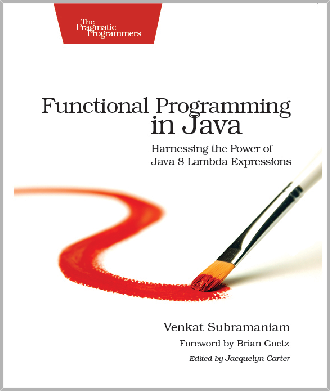 The
Pragmatic
Programmers
Functional Programming
in Java
Harnessing the Power of
Java 8 Lambda Expressions
Venkat Subramaniam
Foreword by Brian Goetz
Edited by Jacquelyn Carter